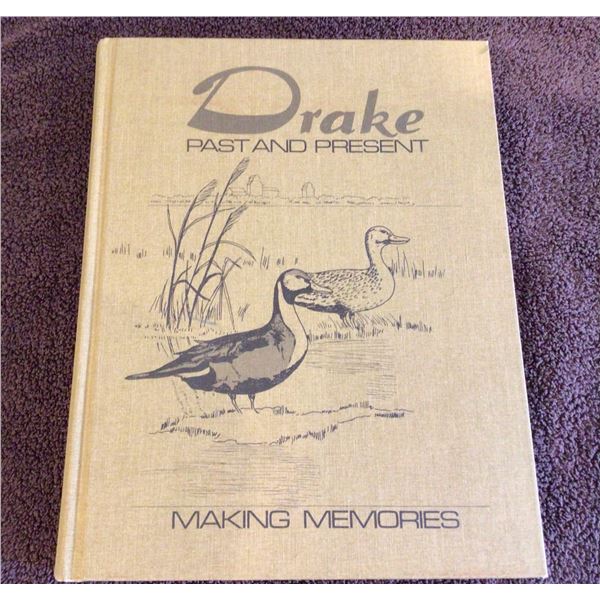 Drake
PAST AND PRESENT
MAKING MEMORIES